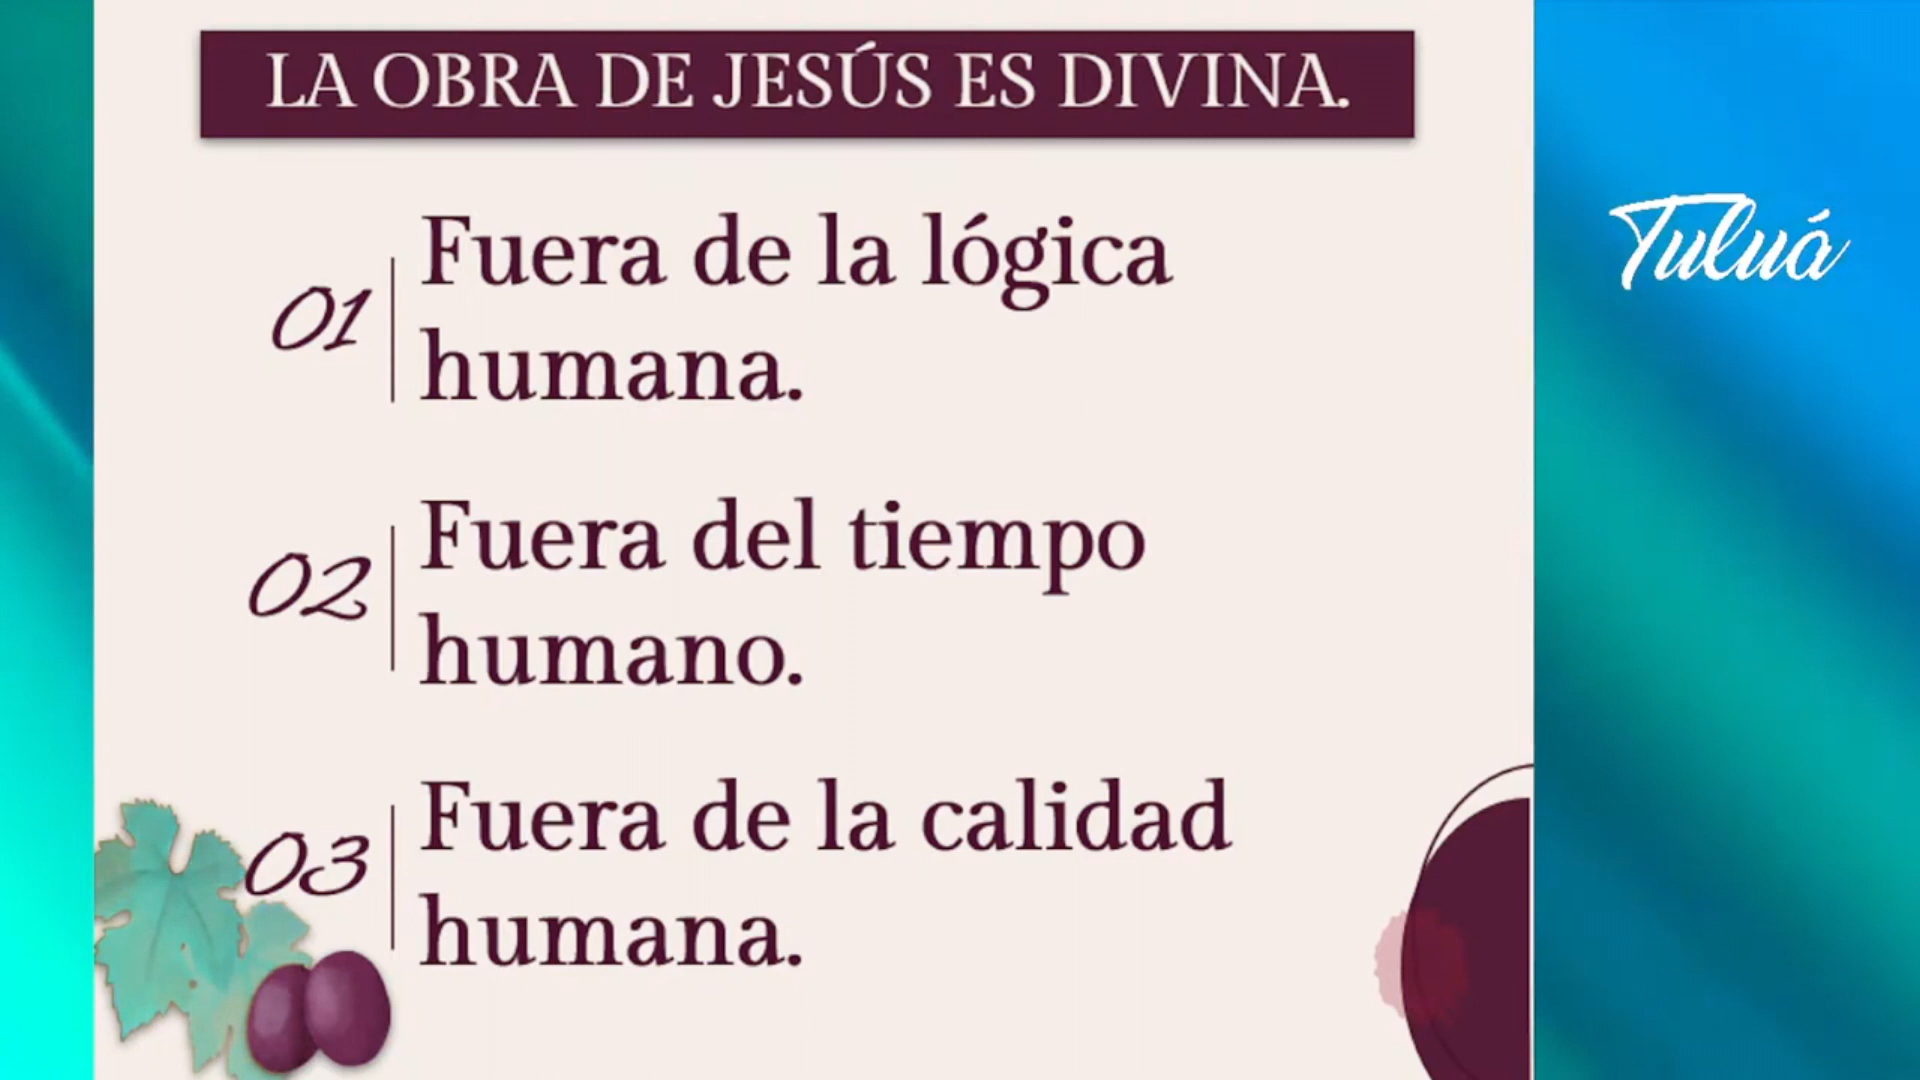 LA OBRA DE JESÚS ES DIVINA.
01
Fuera de la lógica
humana.
02
Fuera del tiempo
humano.
03
Fuera de la calidad
humana.
Tuluá